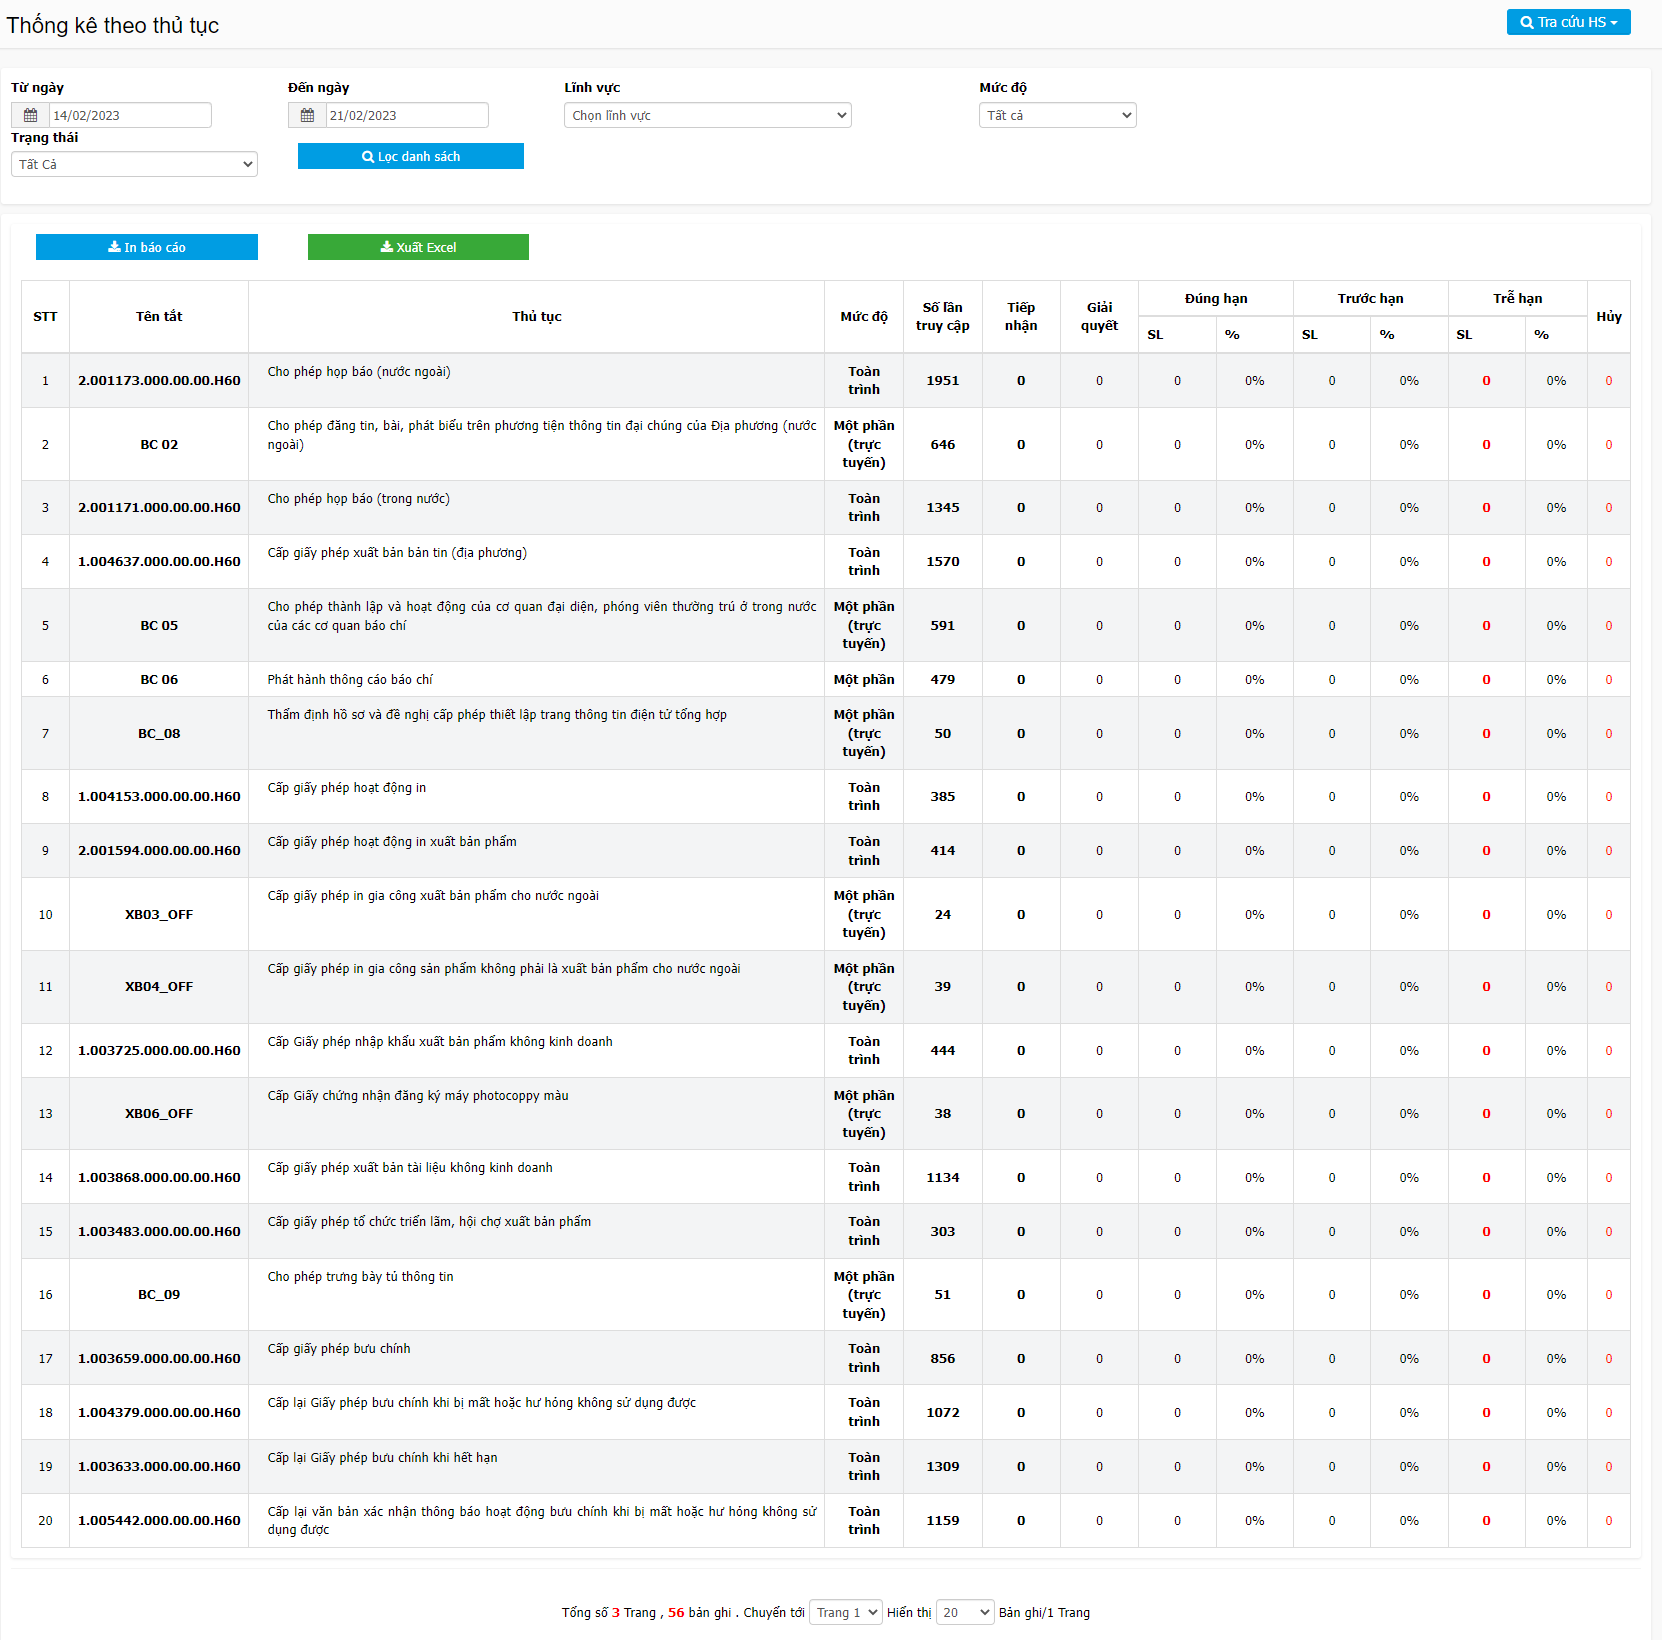 Thống kê theo thủ tục
Tra cứu HS
Từ ngày
Đến ngày
Lĩnh vực
Mức độ
14/02/2023
21/02/2023
Chọn lĩnh vực
Tất cả
Trạng thái
Tất Cả
Lọc danh sách
In báo cáo
Xuất Excel
STT Tên tắt Thủ tục Mức độ Số lần truy cập Tiếp nhận Giải quyết Đúng hạn Trước hạn Trễ hạn Hủy
SL % SL % SL %
1 2.001173.000.00.00.H60 Cho phép họp báo (nước ngoài) Toàn trình 1951 0 0 0 0% 0 0% 0 0% 0
2 BC 02 Cho phép đăng tin, bài, phát biểu trên phương tiện thông tin đại chúng của Địa phương (nước ngoài) Một phần (trực tuyến) 646 0 0 0 0% 0 0% 0 0% 0
3 2.001171.000.00.00.H60 Cho phép họp báo (trong nước) Toàn trình 1345 0 0 0 0% 0 0% 0 0% 0
4 1.004637.000.00.00.H60 Cấp giấy phép xuất bản bản tin (địa phương) Toàn trình 1570 0 0 0 0% 0 0% 0 0% 0
5 BC 05 Cho phép thành lập và hoạt động của cơ quan đại diện, phóng viên thường trú ở trong nước của các cơ quan báo chí Một phần (trực tuyến) 591 0 0 0 0% 0 0% 0 0% 0
6 BC 06 Phát hành thông cáo báo chí Một phần 479 0 0 0 0% 0 0% 0 0% 0
7 BC_08 Thẩm định hồ sơ và đề nghị cấp phép thiết lập trang thông tin điện tử tổng hợp Một phần (trực tuyến) 50 0 0 0 0% 0 0% 0 0% 0
8 1.004153.000.00.00.H60 Cấp giấy phép hoạt động in Toàn trình 385 0 0 0 0% 0 0% 0 0% 0
9 2.001594.000.00.00.H60 Cấp giấy phép hoạt động in xuất bản phẩm Toàn trình 414 0 0 0 0% 0 0% 0 0% 0
10 XB03_OFF Cấp giấy phép in gia công xuất bản phẩm cho nước ngoài Một phần (trực tuyến) 24 0 0 0 0% 0 0% 0 0% 0
11 XB04_OFF Cấp giấy phép in gia công sản phẩm không phải là xuất bản phẩm cho nước ngoài Một phần (trực tuyến) 39 0 0 0 0% 0 0% 0 0% 0
12 1.003725.000.00.00.H60 Cấp Giấy phép nhập khẩu xuất bản phẩm không kinh doanh Toàn trình 444 0 0 0 0% 0 0% 0 0% 0
13 XB06_OFF Cấp Giấy chứng nhận đăng ký máy photocoppy màu Một phần (trực tuyến) 38 0 0 0 0% 0 0% 0 0% 0
14 1.003868.000.00.00.H60 Cấp giấy phép xuất bản tài liệu không kinh doanh Toàn trình 1134 0 0 0 0% 0 0% 0 0% 0
15 1.003483.000.00.00.H60 Cấp giấy phép tổ chức triển lãm, hội chợ xuất bản phẩm Toàn trình 303 0 0 0 0% 0 0% 0 0% 0
16 BC_09 Cho phép trưng bày tủ thông tin Một phần (trực tuyến) 51 0 0 0 0% 0 0% 0 0% 0
17 1.003659.000.00.00.H60 Cấp giấy phép bưu chính Toàn trình 856 0 0 0 0% 0 0% 0 0% 0
18 1.004379.000.00.00.H60 Cấp lại Giấy phép bưu chính khi bị mất hoặc hư hỏng không sử dụng được Toàn trình 1072 0 0 0 0% 0 0% 0 0% 0
19 1.003633.000.00.00.H60 Cấp lại Giấy phép bưu chính khi hết hạn Toàn trình 1309 0 0 0 0% 0 0% 0 0% 0
20 1.005442.000.00.00.H60 Cấp lại văn bản xác nhận thông báo hoạt động bưu chính khi bị mất hoặc hư hỏng không sử dụng được Toàn trình 1159 0 0 0 0% 0 0% 0 0% 0
Tổng số 3 Trang , 56 bản ghi . Chuyển tới Trang 1 Hiển thị 20 Bản ghi/1 Trang